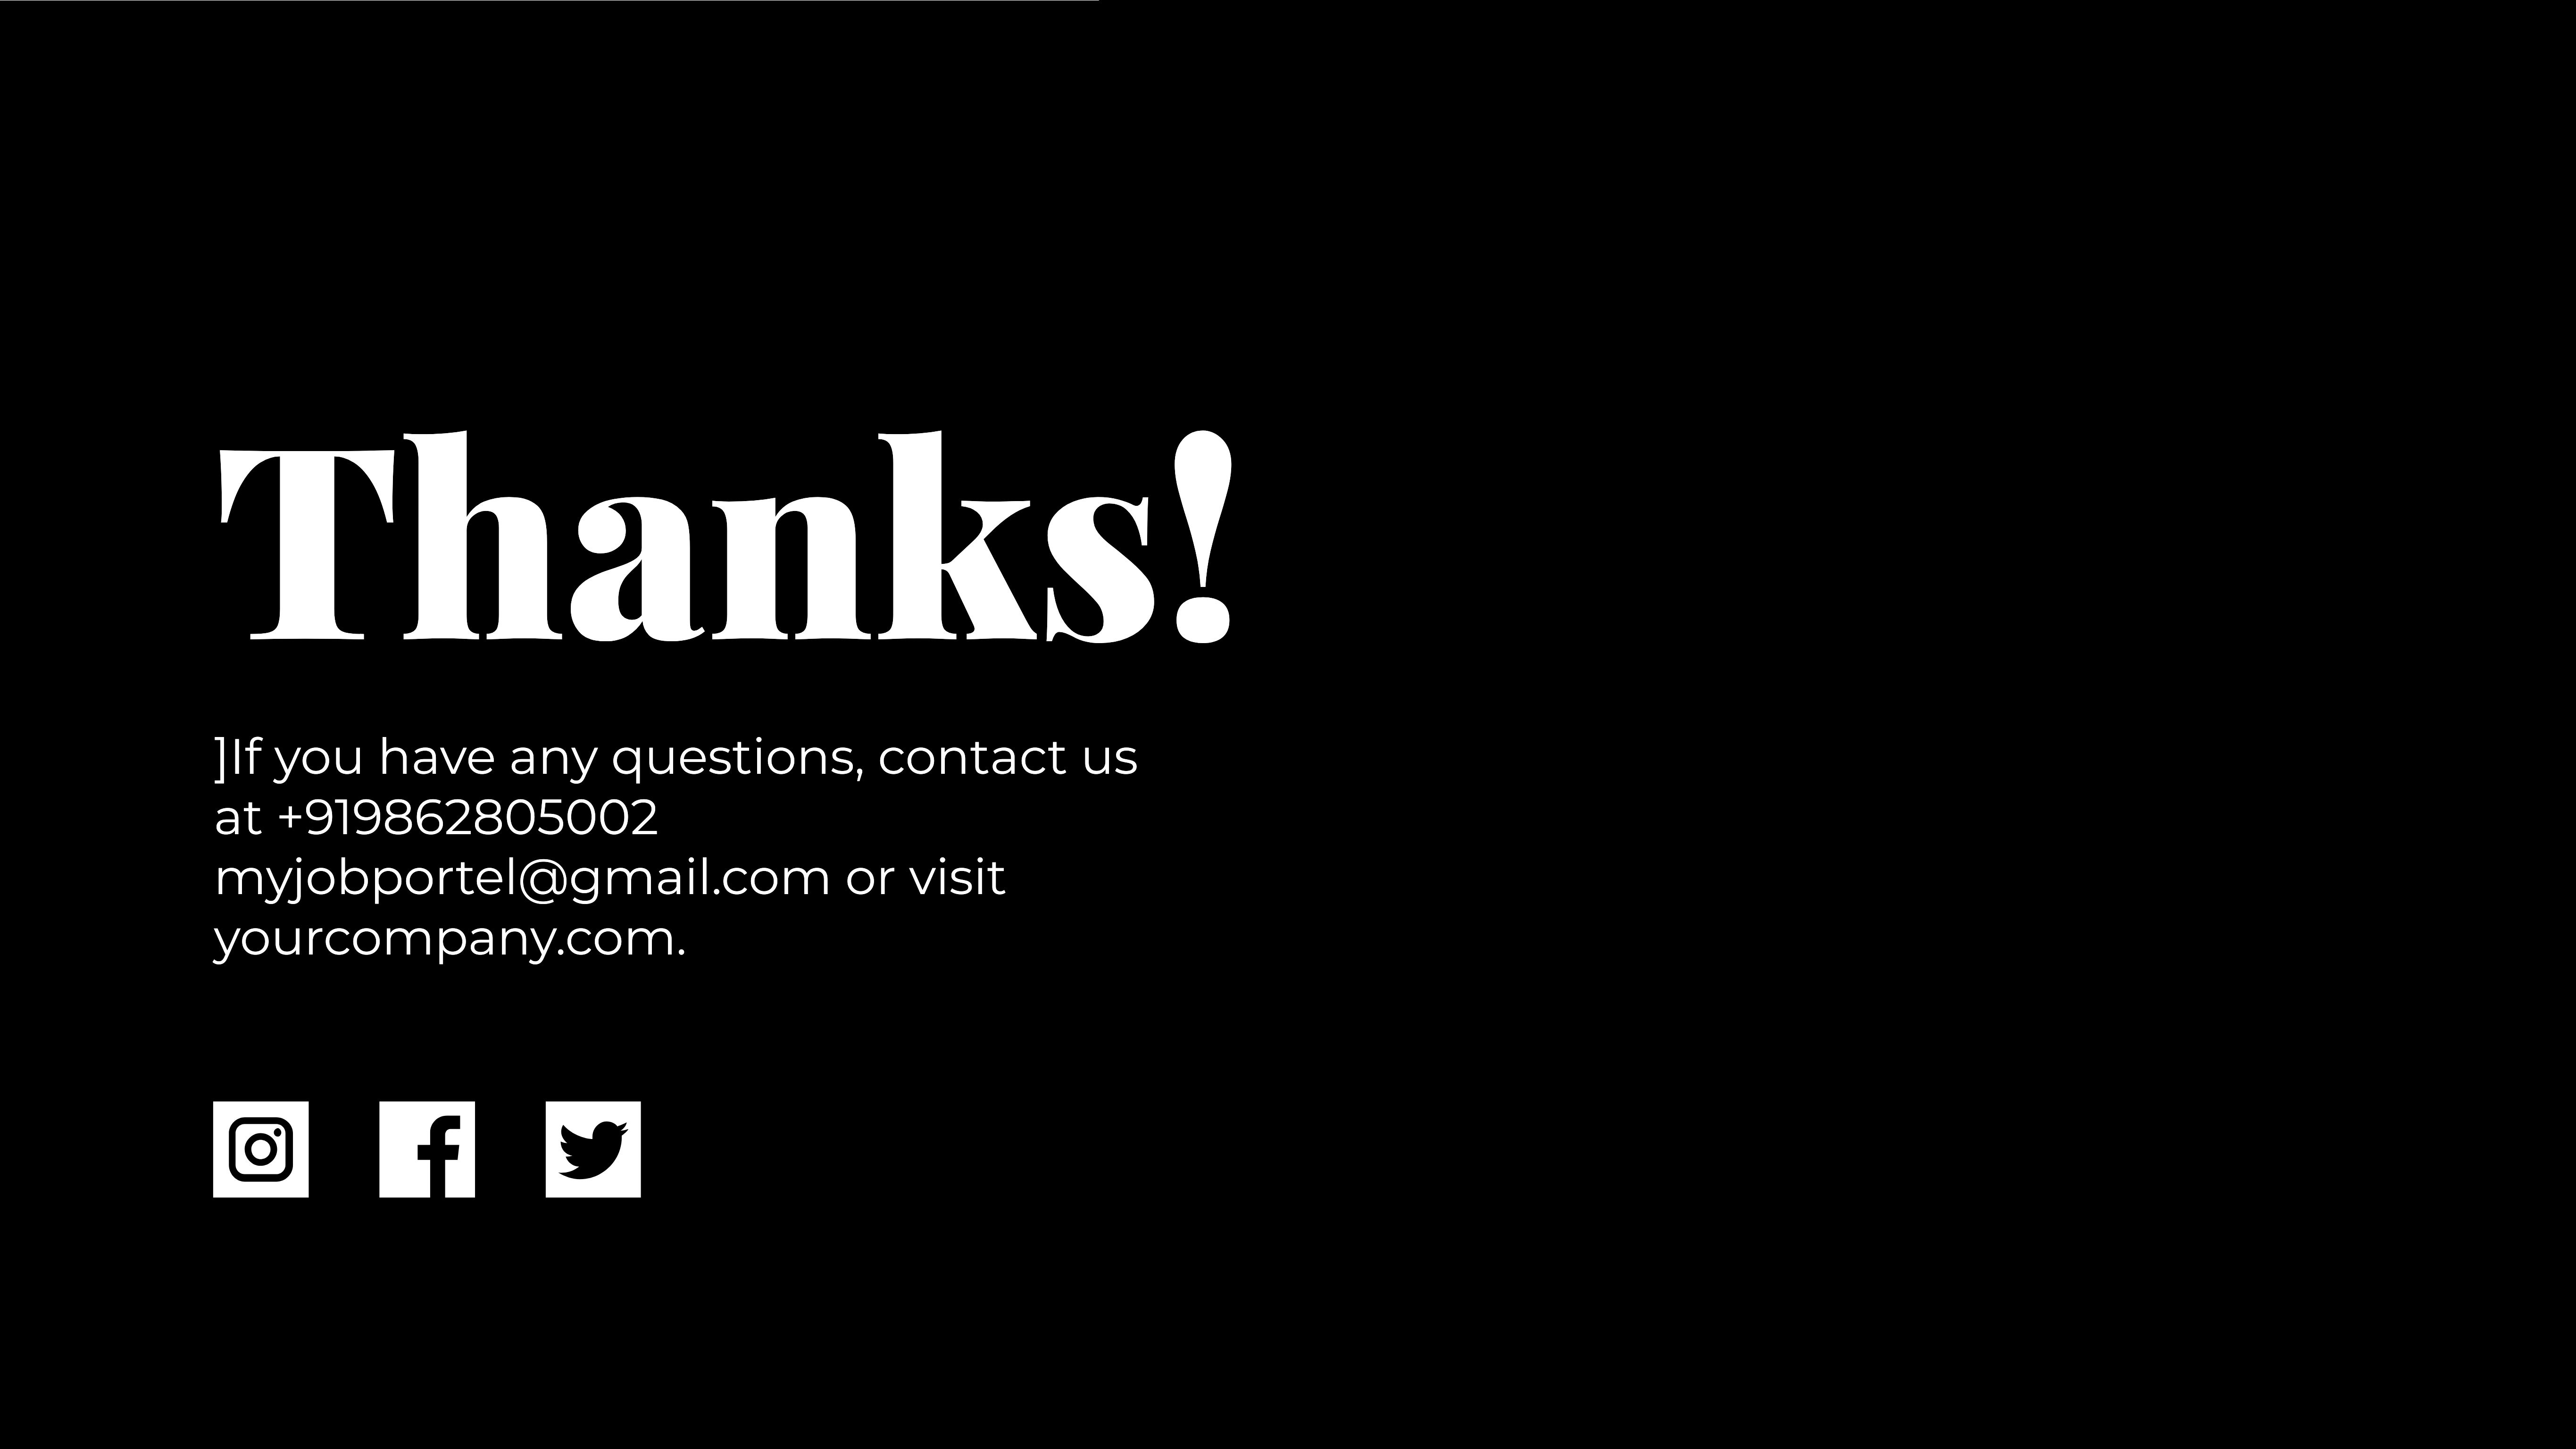 Thanks!
]If you have any questions, contact us
at +919862805002
myjobportel@gmail.com or visit
yourcompany.com.